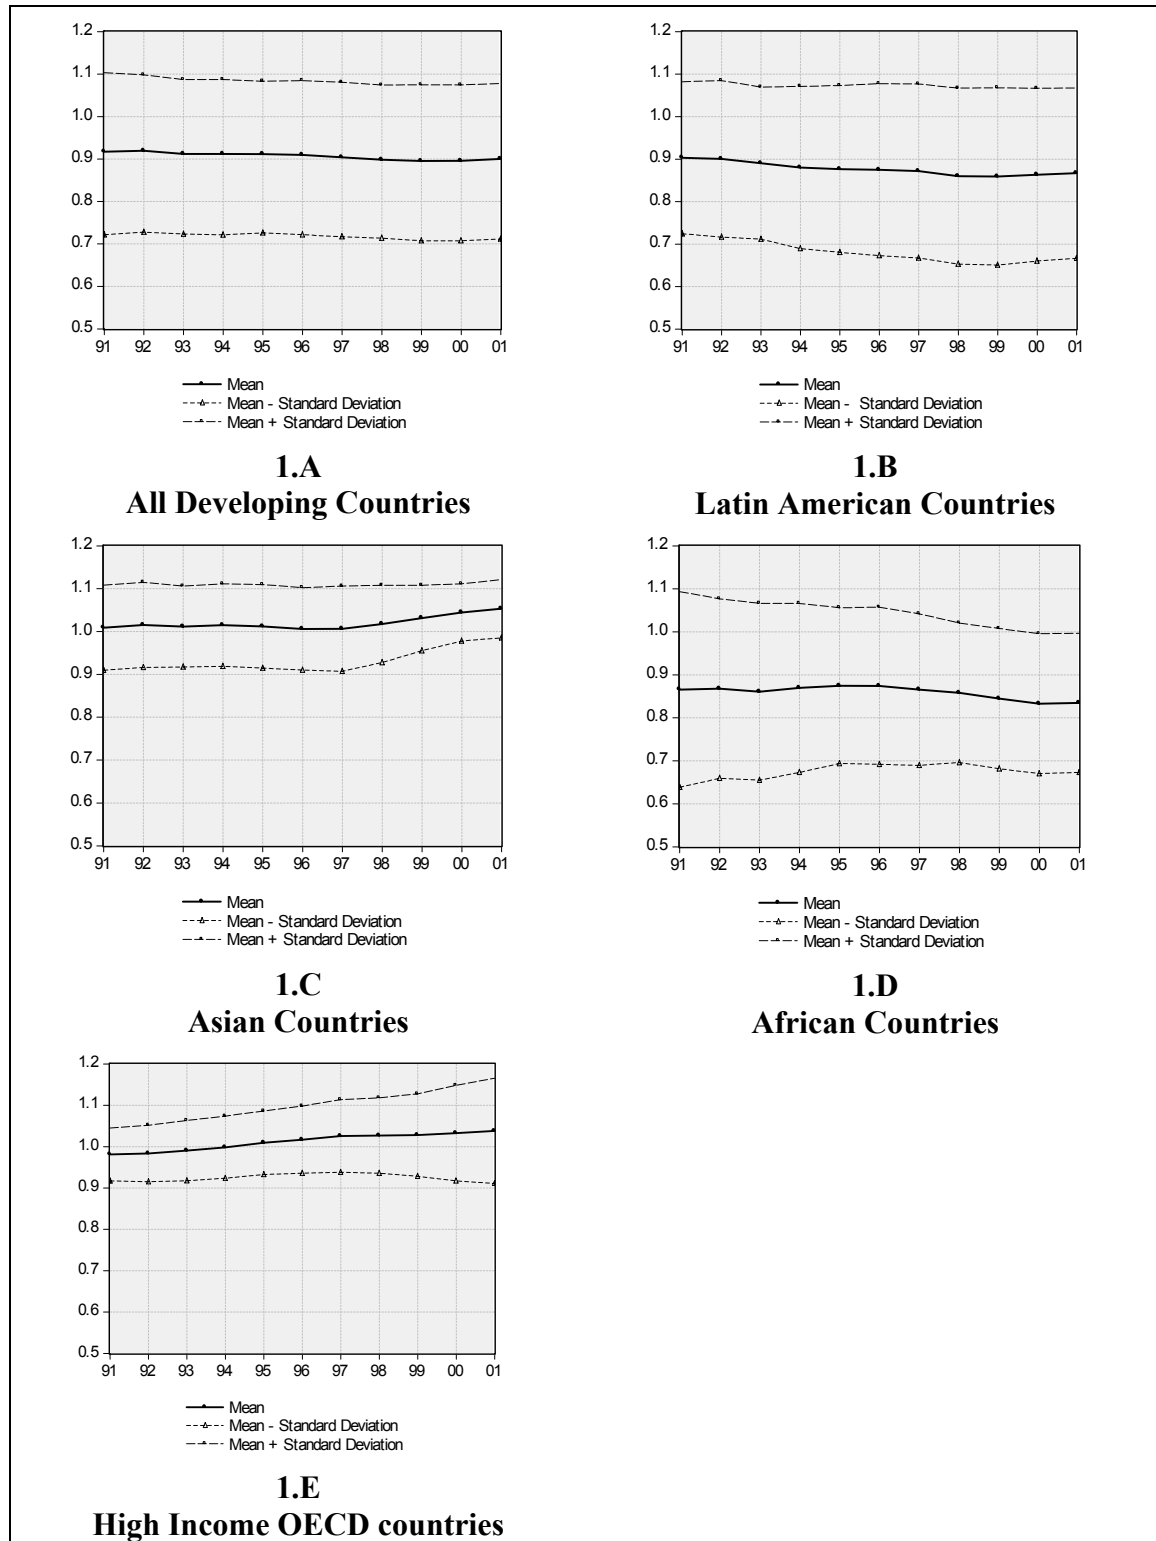 1.2
1.1
1.0
0.9
0.8
0.7
0.6
0.5
91 92 93 94 95 96 97 98 99 00 01
Mean
Mean - Standard Deviation
Mean + Standard Deviation
1.A
All Developing Countries
1.2
1.1
1.0
0.9
0.8
0.7
0.6
0.5
91 92 93 94 95 96 97 98 99 00 01
Mean
Mean - Standard Deviation
Mean + Standard Deviation
1.B
Latin American Countries
1.2
1.1
1.0
0.9
0.8
0.7
0.6
0.5
91 92 93 94 95 96 97 98 99 00 01
Mean
Mean - Standard Deviation
Mean + Standard Deviation
1.C
Asian Countries
1.2
1.1
1.0
0.9
0.8
0.7
0.6
0.5
91 92 93 94 95 96 97 98 99 00 01
Mean
Mean - Standard Deviation
Mean + Standard Deviation
1.D
African Countries
1.2
1.1
1.0
0.9
0.8
0.7
0.6
0.5
91 92 93 94 95 96 97 98 99 00 01
Mean
Mean - Standard Deviation
Mean + Standard Deviation
1.E
High Income OECD countries